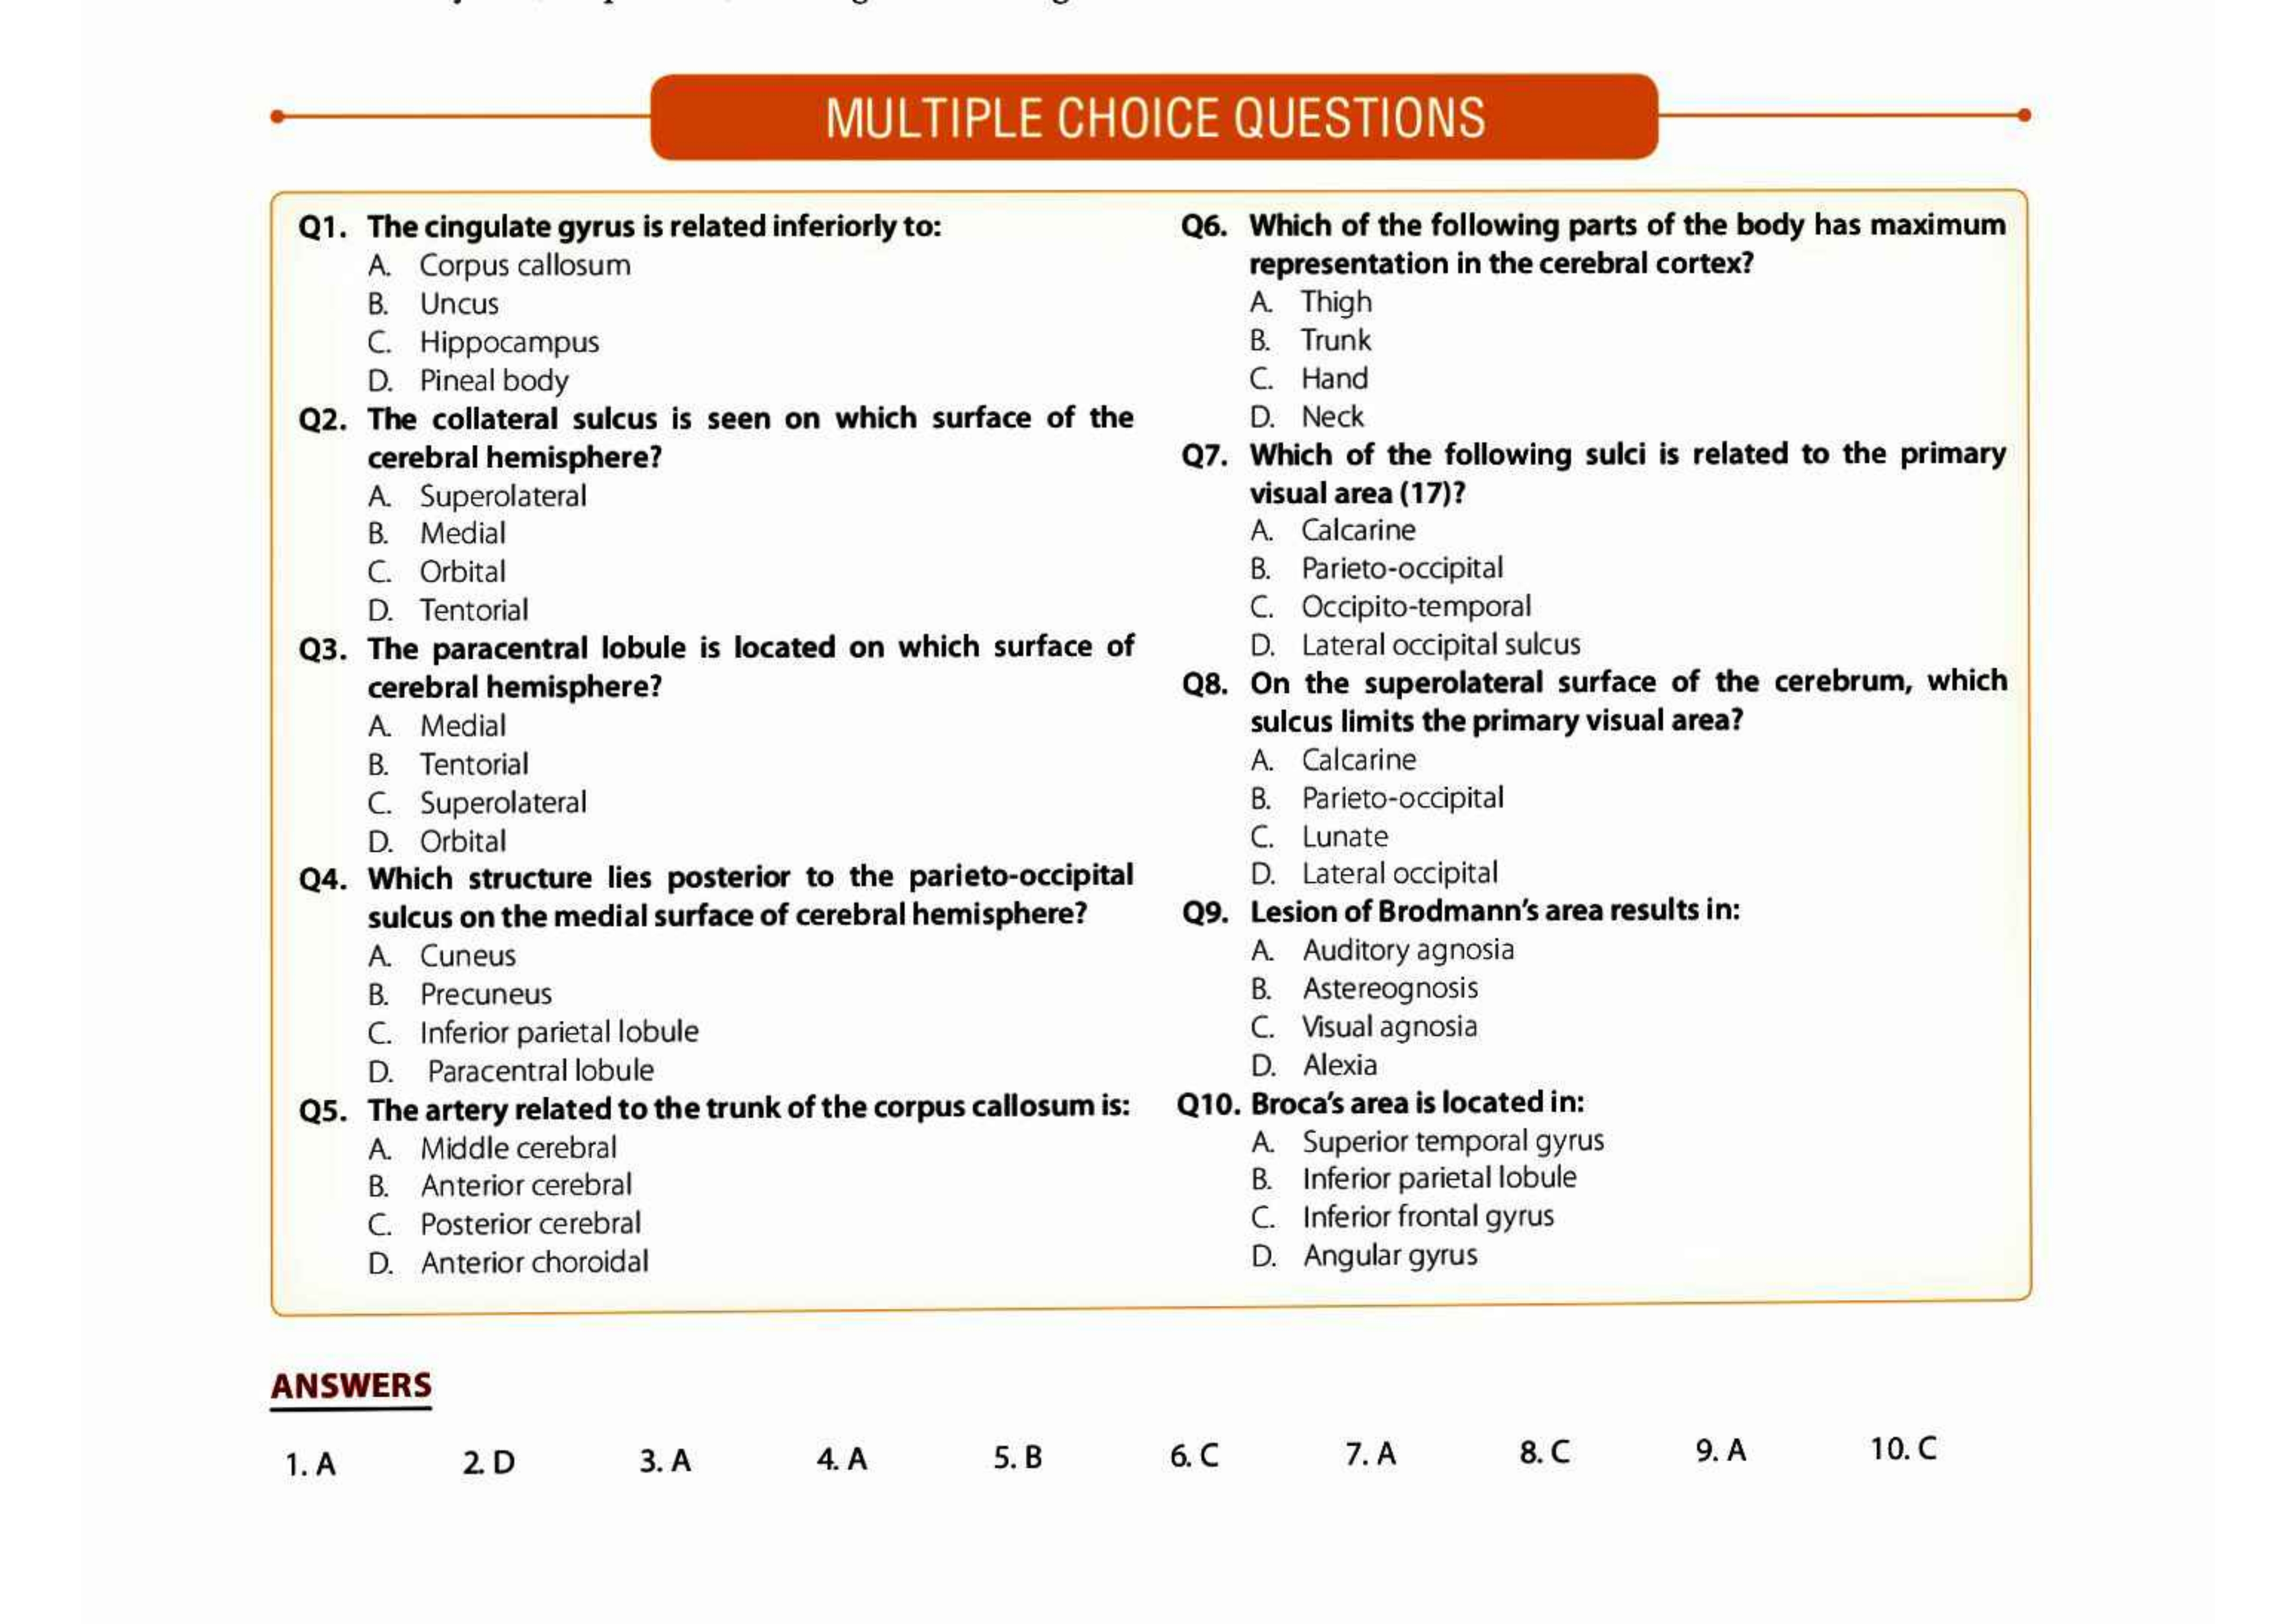 MULTIPLE CHOICE QUESTIONS
Q1. The cingulate gyrus is related inferiorly to:
A. Corpus callosum
B. Uncus
C. Hippocampus
D. Pineal body
Q2. The collateral sulcus is seen on which surface of the
cerebral hemisphere?
A. Superolateral
B. Medial
C. Orbital
D. Tentorial
Q3. The paracentral lobule is located on which surface of
cerebral hemisphere?
A. Medial
B. Tentorial
C. Superolateral
D. Orbital
Q4. Which structure lies posterior to the parieto-occipital
sulcus on the medial surface of cerebral hemisphere?
A. Cuneus
B. Precuneus
C. Inferior parietal lobule
D. Paracentral lobule
Q5. The artery related to the trunk of the corpus callosum is:
A. Middle cerebral
B. Anterior cerebral
C. Posterior cerebral
D. Anterior choroidal
Q6. Which of the following parts of the body has maximum
representation in the cerebral cortex?
A. Thigh
B. Trunk
C. Hand
D. Neck
Q7. Which of the following sulci is related to the primary
visual area (17)?
A. Calcarine
B. Parieto-occipital
C. Occipito-temporal
D. Lateral occipital sulcus
Q8. On the superolateral surface of the cerebrum, which
sulcus limits the primary visual area?
A. Calcarine
B. Parieto-occipital
C. Lunate
D. Lateral occipital
Q9. Lesion of Brodmann's area results in:
A. Auditory agnosia
B. Astereognosis
C. Visual agnosia
D. Alexia
Q10. Broca's area is located in:
A. Superior temporal gyrus
B. Inferior parietal lobule
C. Inferior frontal gyrus
D. Angular gyrus
ANSWERS
1. A 2. D 3. A 4. A 5. B 6. C 7. A 8. C 9. A 10. C